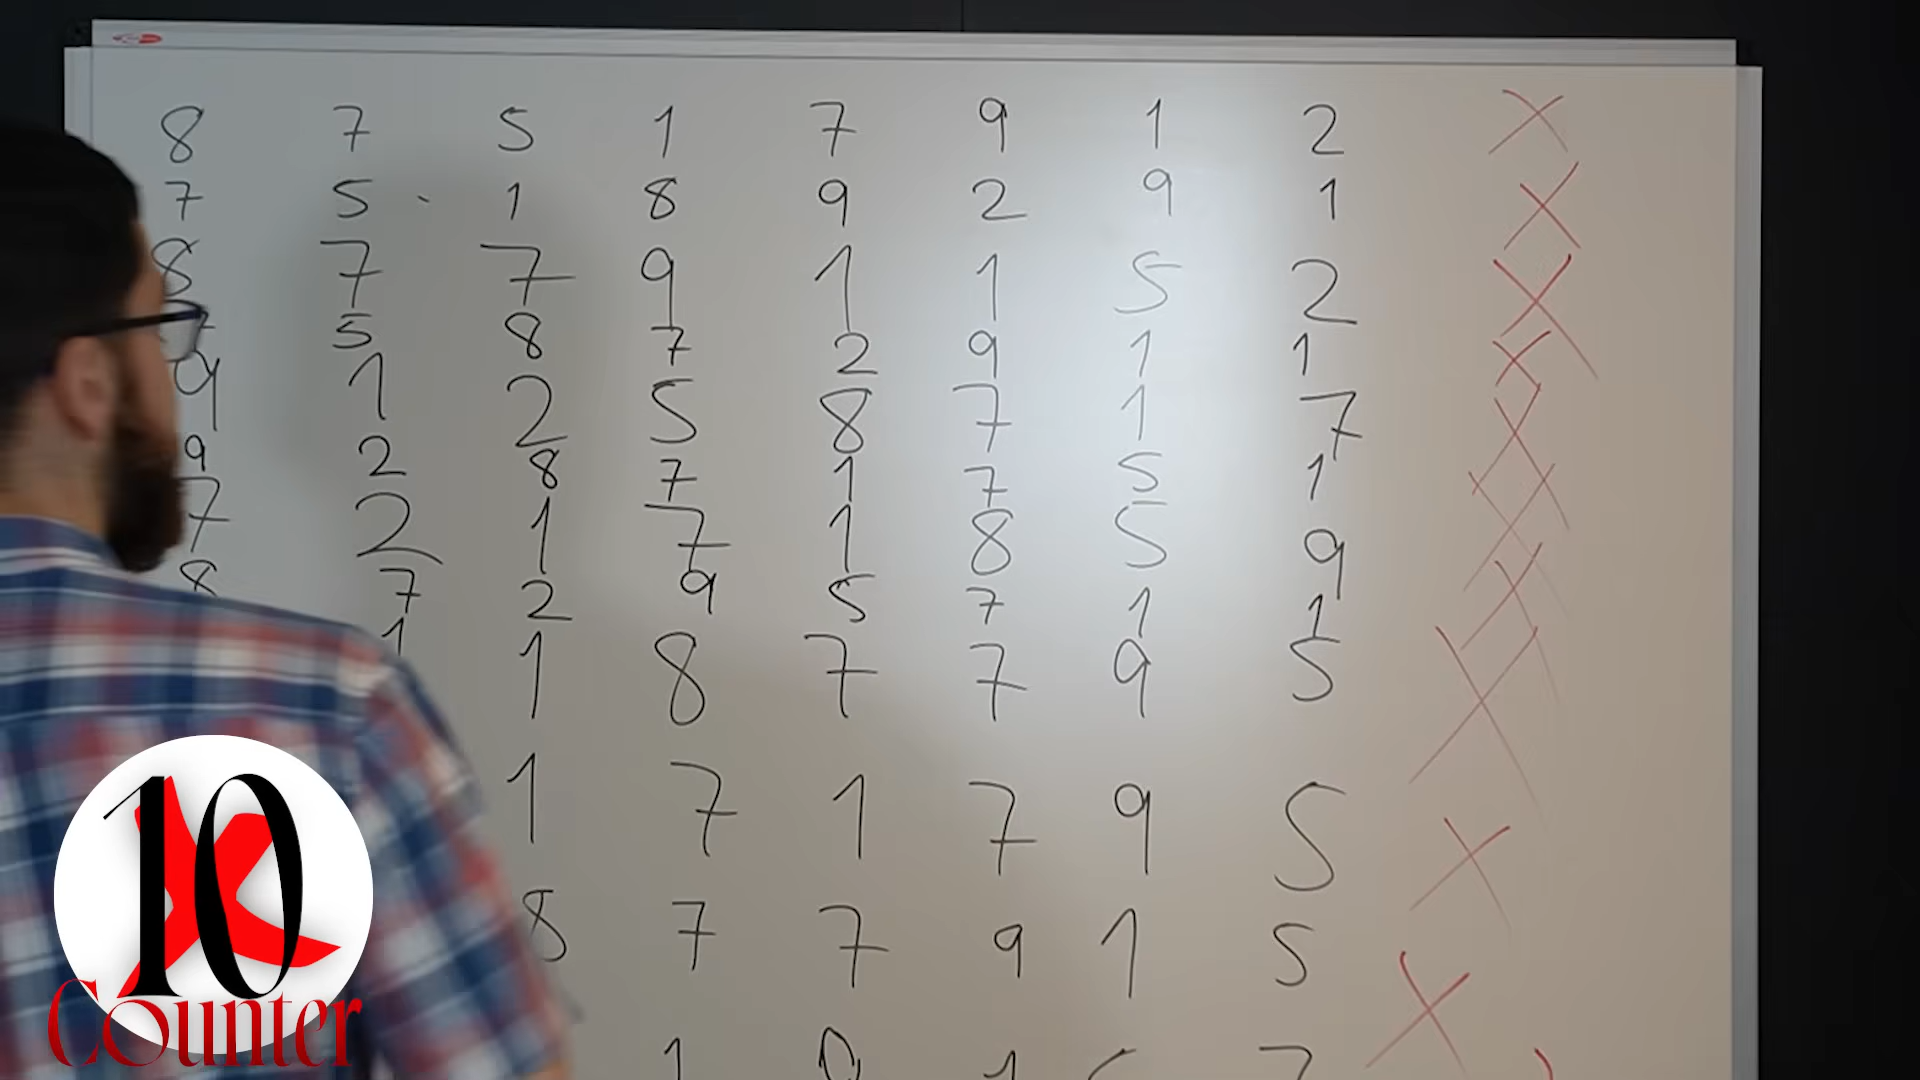 8 7 5 1 7 9 1 2
7 5 1 8 9 2 9 1
8 7 7 9 1 1 5 2
5 8 7 2 9 1 1
9 1 2 5 8 7 1 7
9 2 8 7 1 7 5 1
7 2 1 7 1 8 5 9
8 7 2 9 5 7 1 1
1 1 8 7 7 9 5
1 7 1 7 9 5
8 7 7 9 1 5
1 1
10
Counter